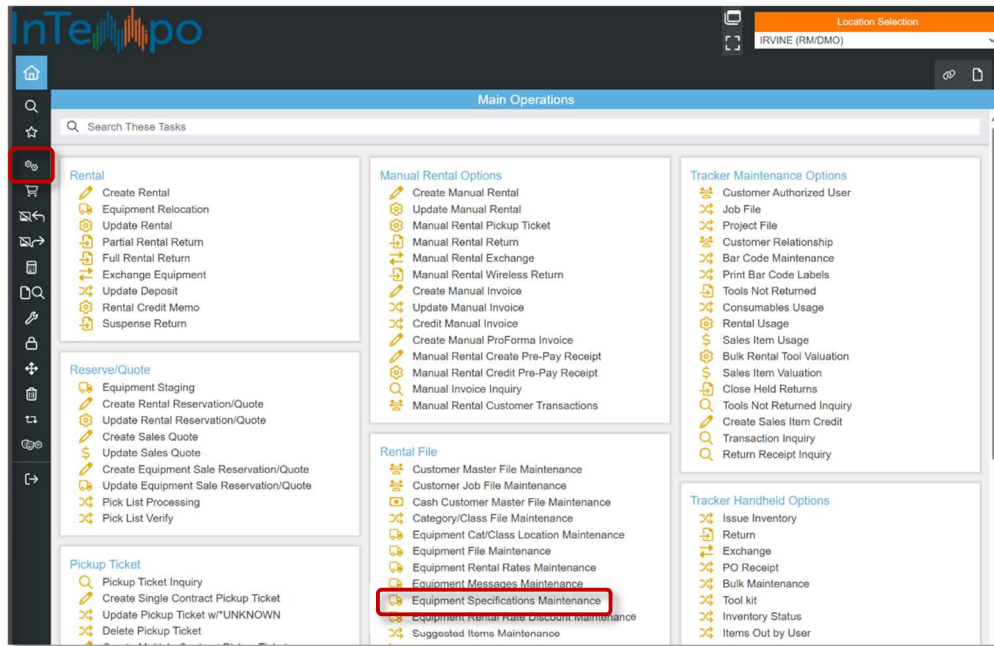 InTempo
Location Selection
IRVINE (RM/DMO)
Main Operations
Search These Tasks
Rental
Create Rental
Equipment Relocation
Update Rental
Partial Rental Return
Full Rental Return
Exchange Equipment
Update Deposit
Rental Credit Memo
Suspense Return
Reserve/Quote
Equipment Staging
Create Rental Reservation/Quote
Update Rental Reservation/Quote
Create Sales Quote
Update Sales Quote
Create Equipment Sale Reservation/Quote
Update Equipment Sale Reservation/Quote
Pick List Processing
Pick List Verify
Pickup Ticket
Pickup Ticket Inquiry
Create Single Contract Pickup Ticket
Update Pickup Ticket w/*UNKNOWN
Delete Pickup Ticket
Manual Rental Options
Create Manual Rental
Update Manual Rental
Manual Rental Pickup Ticket
Manual Rental Return
Manual Rental Exchange
Manual Rental Wireless Return
Create Manual Invoice
Update Manual Invoice
Credit Manual Invoice
Create Manual ProForma Invoice
Manual Rental Create Pre-Pay Receipt
Manual Rental Credit Pre-Pay Receipt
Manual Invoice Inquiry
Manual Rental Customer Transactions
Rental File
Customer Master File Maintenance
Customer Job File Maintenance
Cash Customer Master File Maintenance
Category/Class File Maintenance
Equipment Cat/Class Location Maintenance
Equipment File Maintenance
Equipment Rental Rates Maintenance
Equipment Messages Maintenance
Equipment Specifications Maintenance
Equipment Rental Rate Discount Maintenance
Suggested Items Maintenance
Tracker Maintenance Options
Customer Authorized User
Job File
Project File
Customer Relationship
Bar Code Maintenance
Print Bar Code Labels
Tools Not Returned
Consumables Usage
Rental Usage
Sales Item Usage
Bulk Rental Tool Valuation
Sales Item Valuation
Close Held Returns
Tools Not Returned Inquiry
Create Sales Item Credit
Transaction Inquiry
Return Receipt Inquiry
Tracker Handheld Options
Issue Inventory
Return
Exchange
PO Receipt
Bulk Maintenance
Tool kit
Inventory Status
Items Out by User